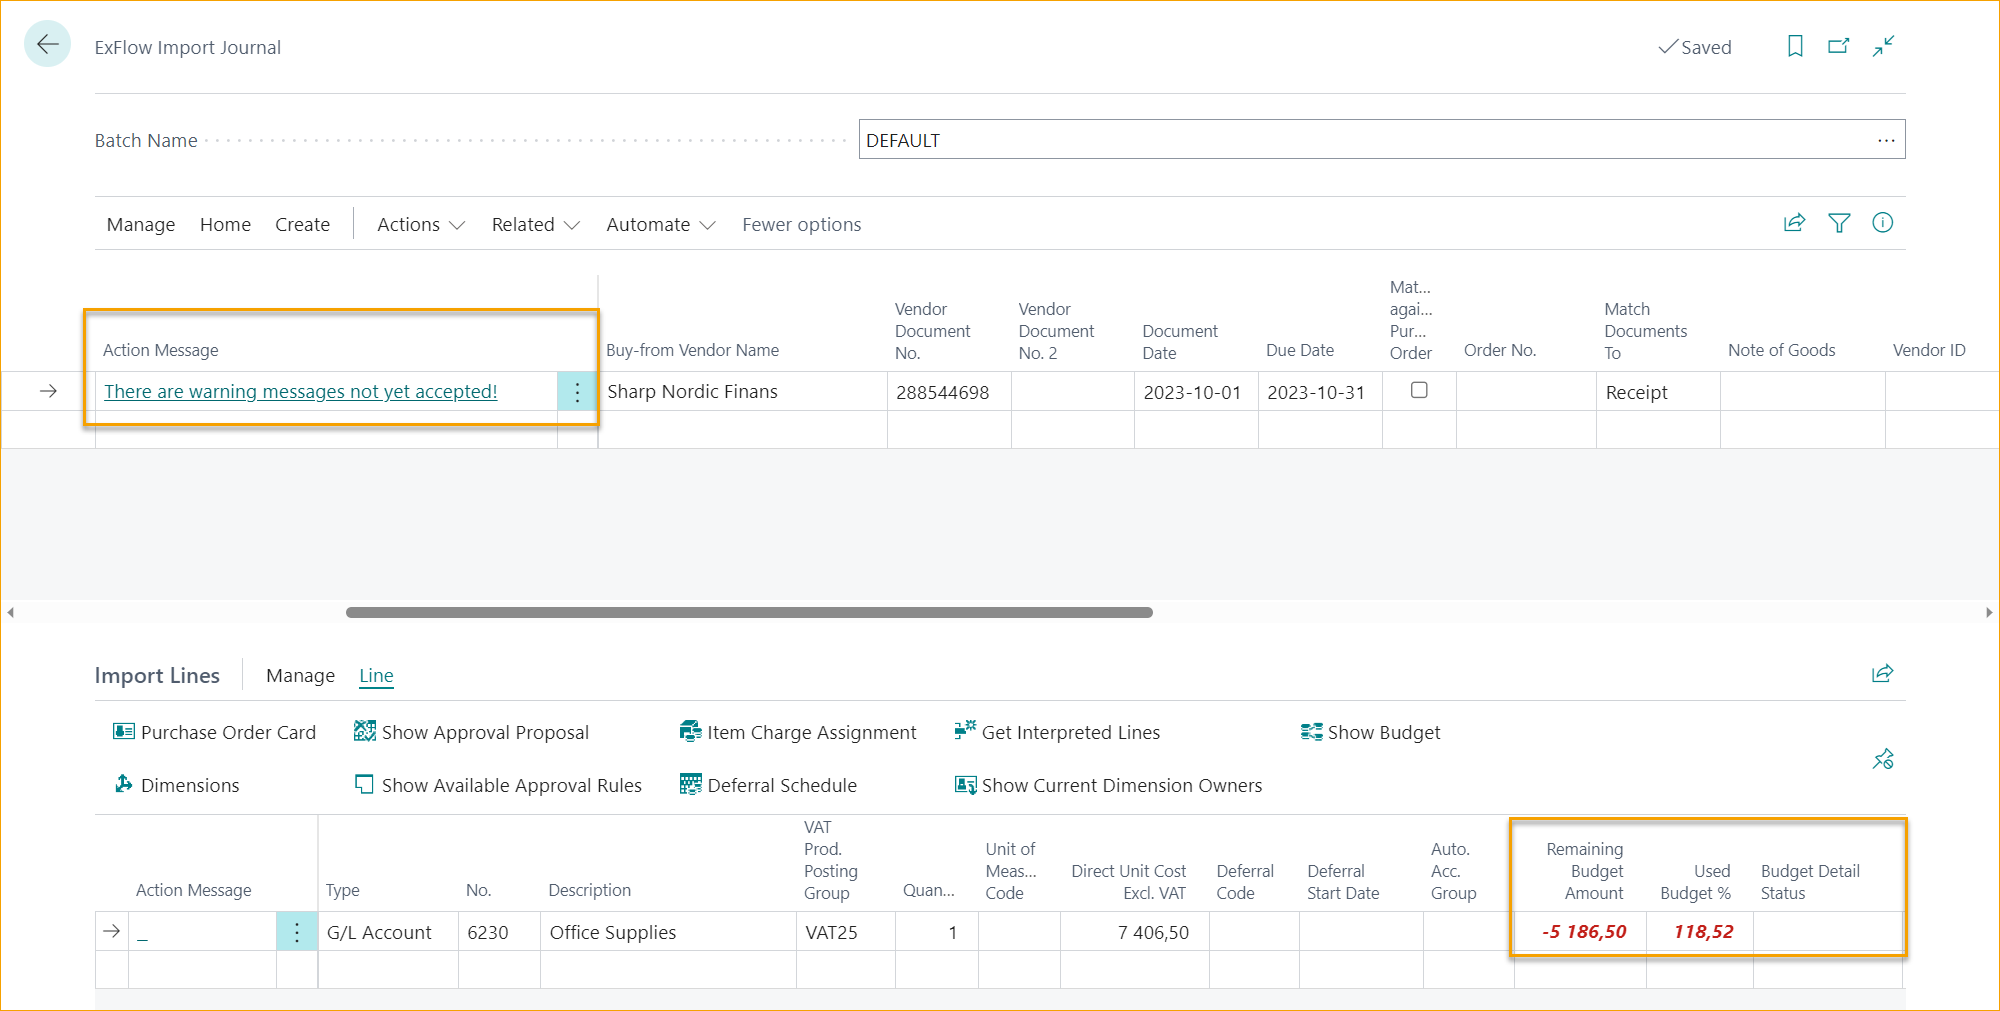 ExFlow Import Journal
Saved
Batch Name
DEFAULT
Manage Home Create Actions Related Automate Fewer options
Action Message
Buy-from Vendor Name
Vendor
Document
No.
Vendor
Document
No. 2
Document
Date
Due Date
Mat...
agai...
Pur...
Order
Order No.
Match
Documents
To
Note of Goods
Vendor ID
There are warning messages not yet accepted! Sharp Nordic Finans 288544698 2023-10-01 2023-10-31 Receipt
Import Lines Manage Line
Purchase Order Card Show Approval Proposal Item Charge Assignment Get Interpreted Lines Show Budget
Dimensions Show Available Approval Rules Deferral Schedule Show Current Dimension Owners
Action Message
Type
No.
Description
VAT
Prod.
Posting
Group
Quan...
Unit of
Meas...
Code
Direct Unit Cost
Excl. VAT
Deferral
Code
Deferral
Start Date
Auto.
Acc.
Group
Remaining
Budget
Amount
Used
Budget %
Budget Detail
Status
_ G/L Account 6230 Office Supplies VAT25 1 7 406,50 -5 186,50 118,52